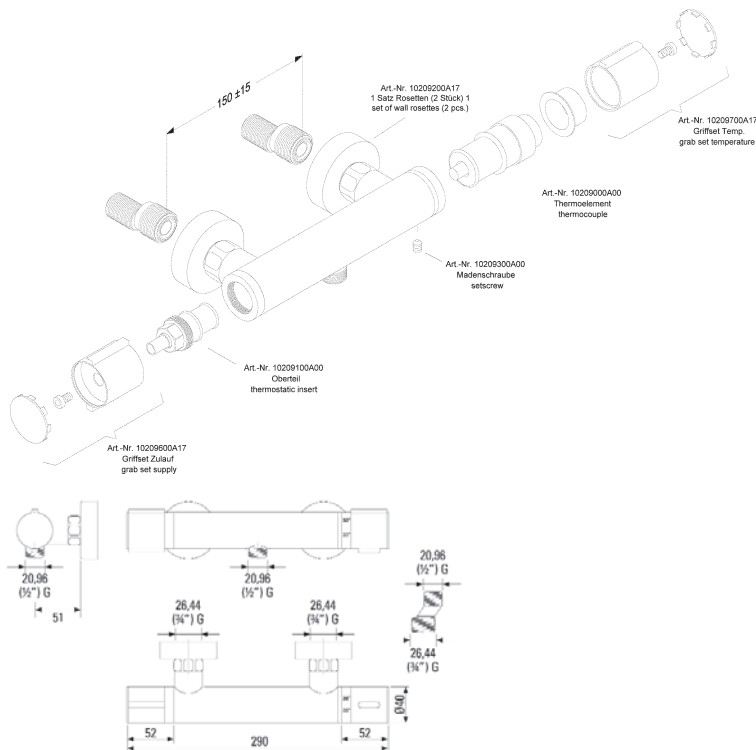 150 ±15
Art.-Nr. 10209200A17
1 Satz Rosetten (2 Stück) 1
set of wall rosettes (2 pcs.)
Art.-Nr. 10209700A17
Griffset Temp.
grab set temperature
Art.-Nr. 10209000A00
Thermoelement
thermocouple
Art.-Nr. 10209300A00
Madenschraube
setscrew
Art.-Nr. 10209100A00
Oberteil
thermostatic insert
Art.-Nr. 10209600A17
Griffset Zulauf
grab set supply
20,96
(½") G
51
20,96
(½") G
20,96
(½") G
26,44
(¾") G
26,44
(¾") G
26,44
(¾") G
Ø40
52
290
52